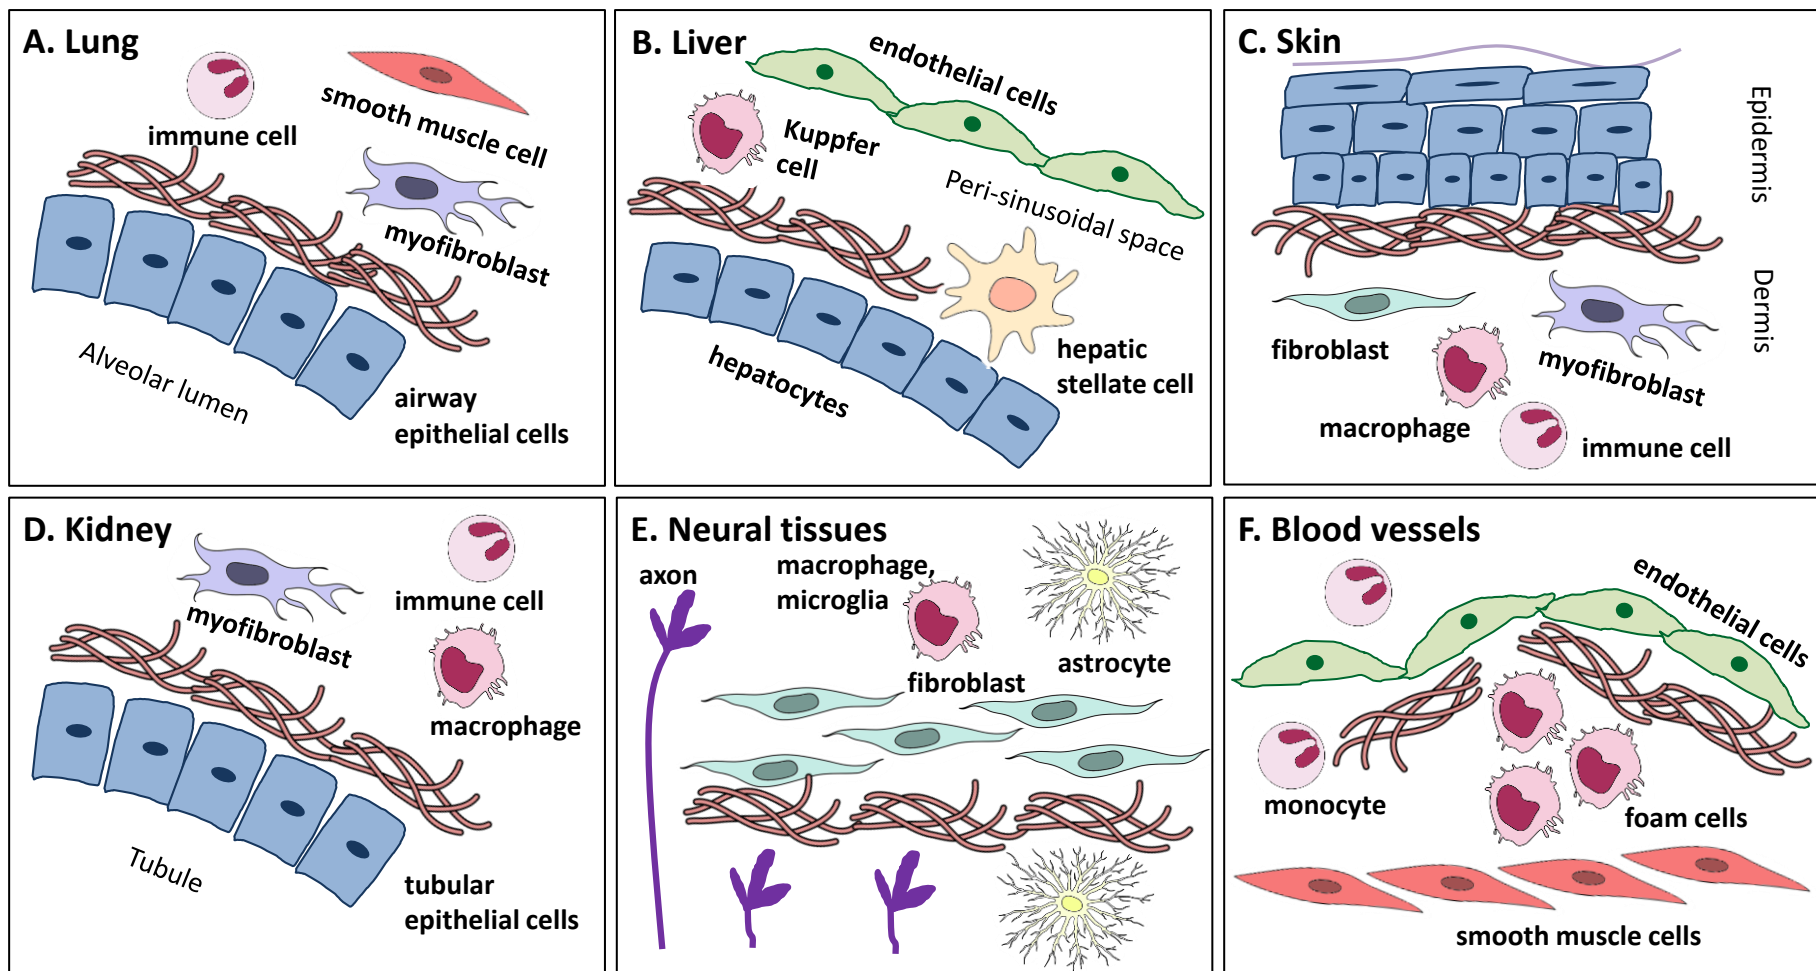 A. Lung
immune cell
smooth muscle cell
myofibroblast
Alveolar lumen
airway
epithelial cells
B. Liver
endothelial cells
Kuppfer
cell
Peri-sinusoidal space
hepatocytes
hepatic
stellate cell
C. Skin
Epidermis
Dermis
fibroblast
myofibroblast
macrophage
immune cell
D. Kidney
immune cell
myofibroblast
macrophage
Tubule
tubular
epithelial cells
E. Neural tissues
axon
macrophage,
microglia
astrocyte
fibroblast
F. Blood vessels
endothelial cells
monocyte
foam cells
smooth muscle cells